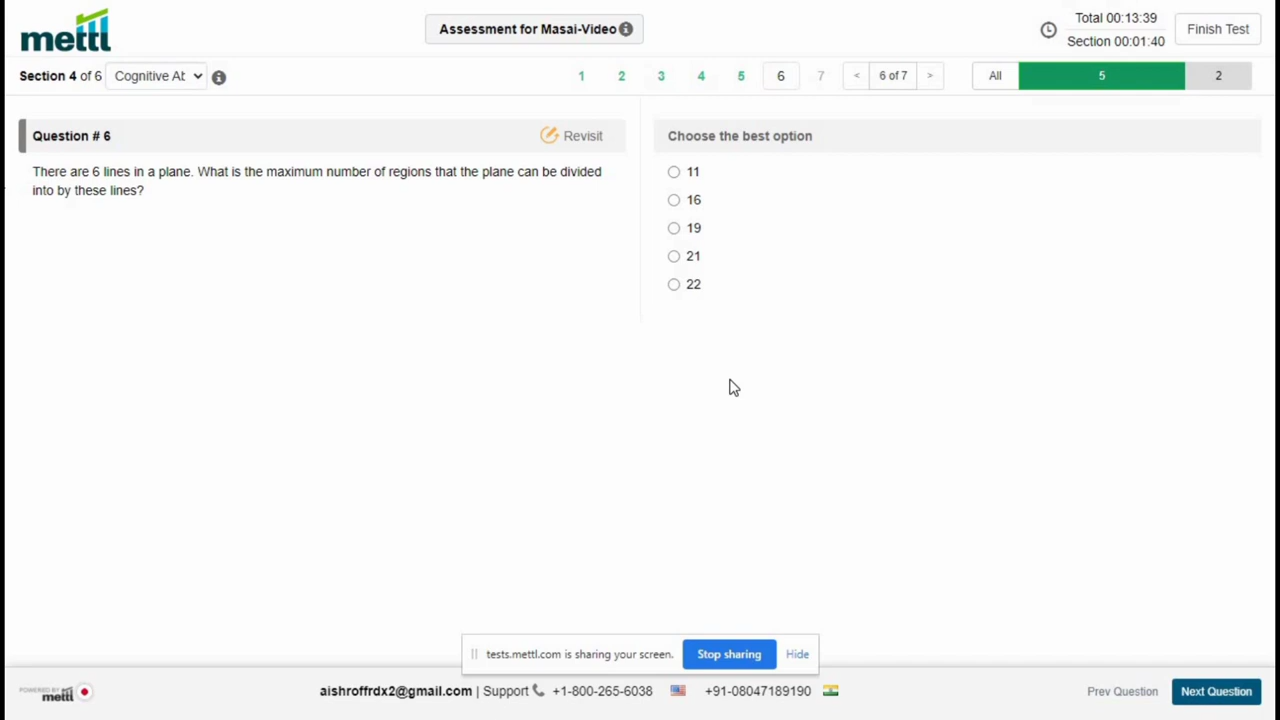 mettl
Assessment for Masai-Video
Total 00:13:39
Section 00:01:40
Finish Test
Section 4 of 6 Cognitive At
1 2 3 4 5 6 7 < 6 of 7 > All 5 2
Question # 6
Revisit
There are 6 lines in a plane. What is the maximum number of regions that the plane can be divided
into by these lines?
Choose the best option
11
16
19
21
22
tests.mettl.com is sharing your screen. Stop sharing Hide
POWERED BY
mettl
aishroffrdx2@gmail.com | Support +1-800-265-6038 +91-08047189190
Prev Question Next Question